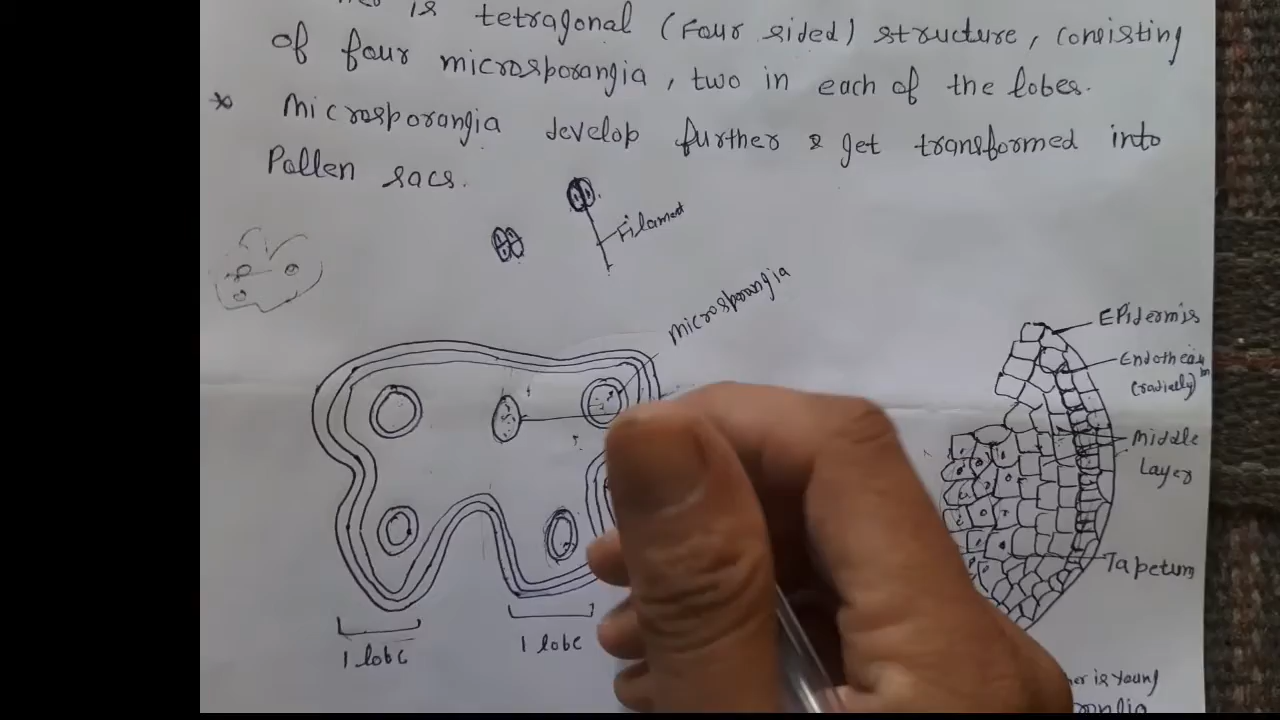 is tetragonal (Four sided) structure, consisting
of four microsporangia, two in each of the lobes.
* Microsporangia develop further & get transformed into
Pollen sacs.
Filament
microsporangia
Epidermis
(radially)
Middle
Layer
Tapetum
1 lobe
1 lobe
is young